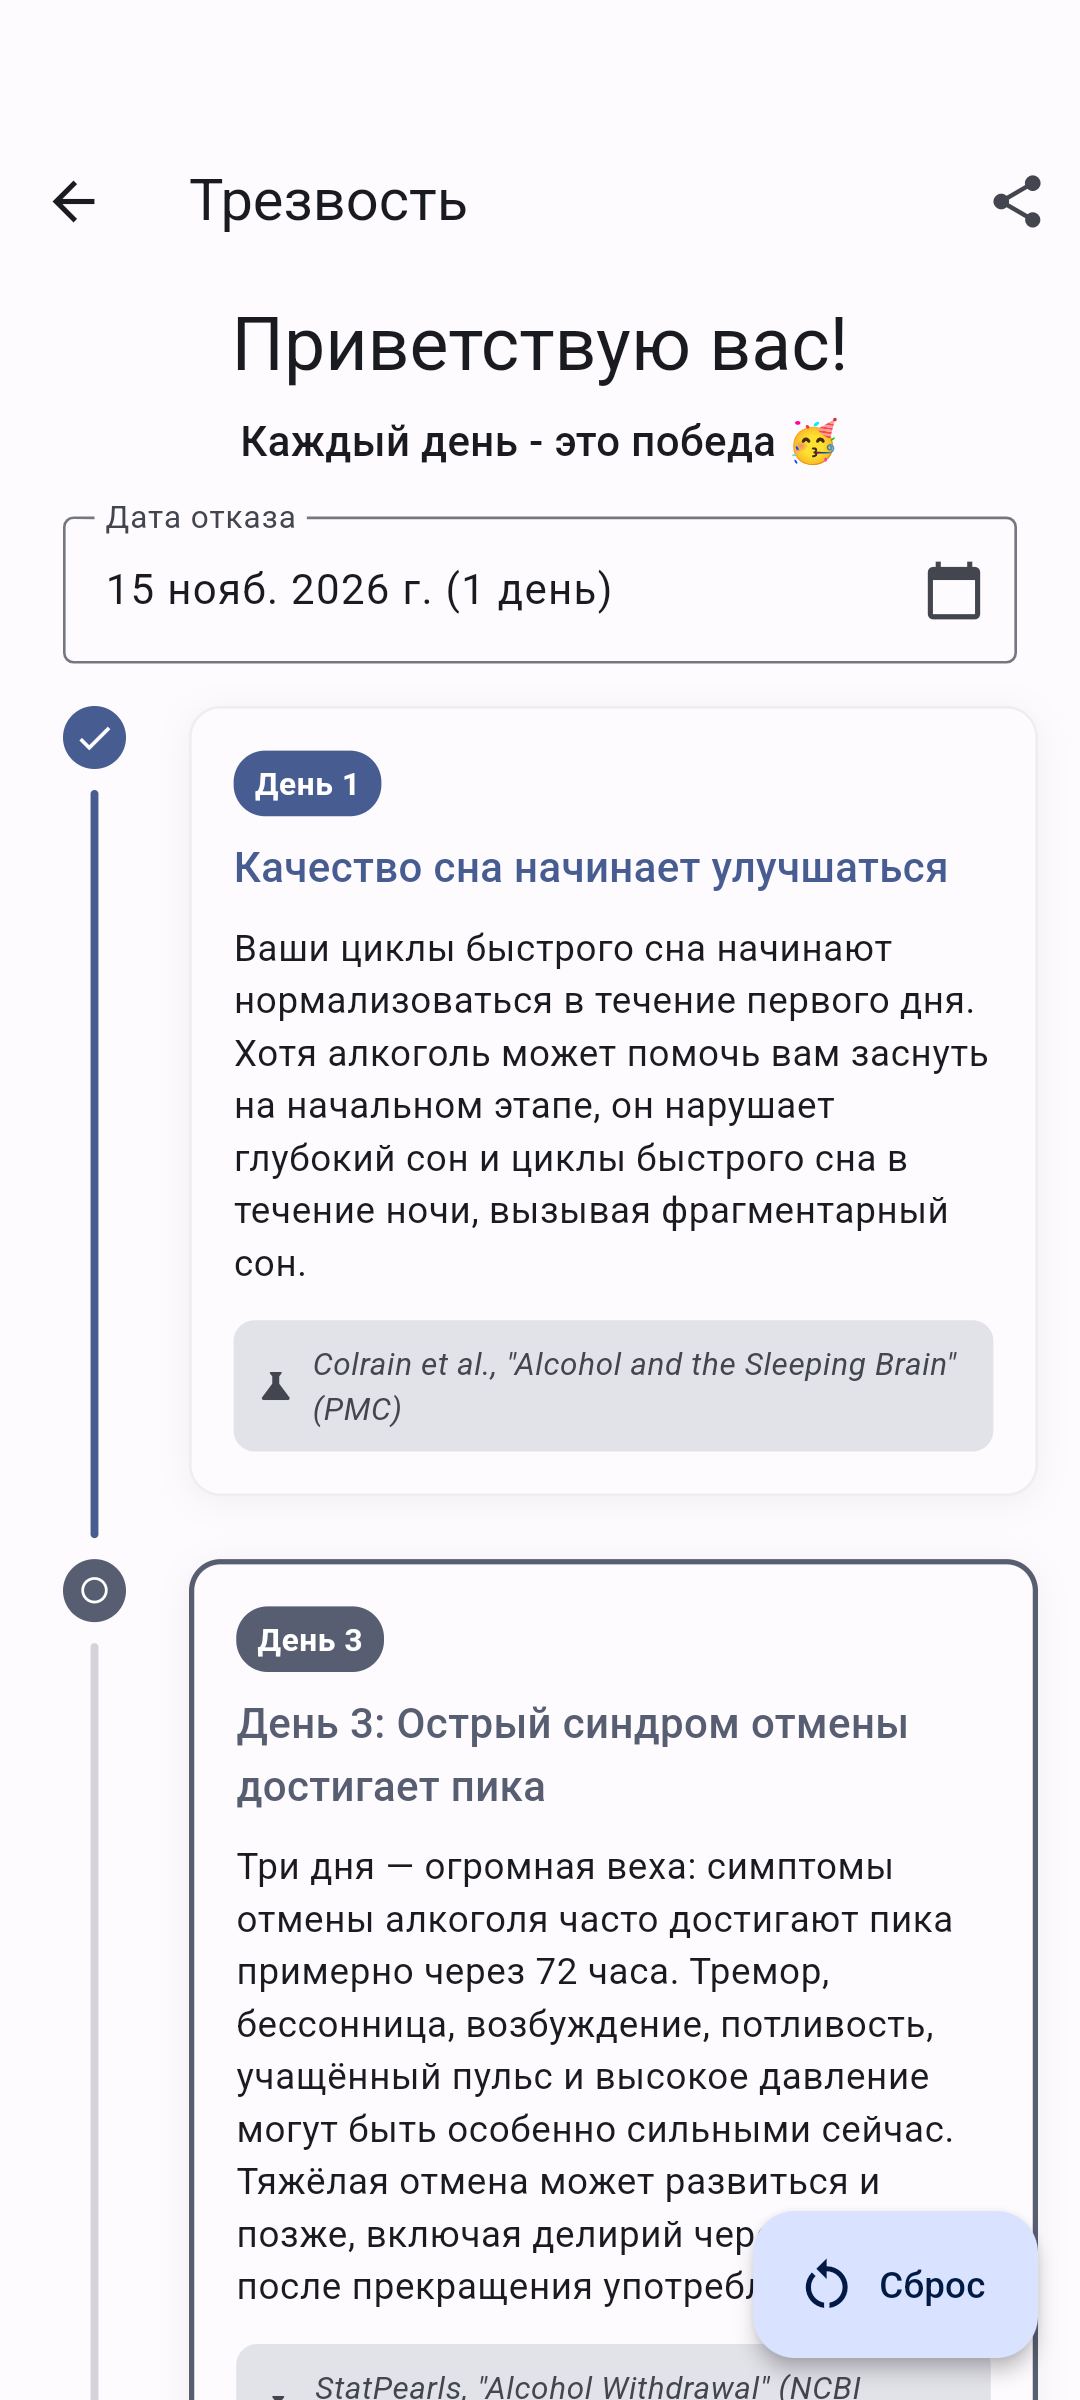 Трезвость
Приветствую вас!
Каждый день - это победа 🥳
Дата отказа
15 нояб. 2026 г. (1 день)
День 1
Качество сна начинает улучшаться
Ваши циклы быстрого сна начинают
нормализоваться в течение первого дня.
Хотя алкоголь может помочь вам заснуть
на начальном этапе, он нарушает
глубокий сон и циклы быстрого сна в
течение ночи, вызывая фрагментарный
сон.
Colrain et al., "Alcohol and the Sleeping Brain"
(PMC)
День 3
День 3: Острый синдром отмены
достигает пика
Три дня — огромная веха: симптомы
отмены алкоголя часто достигают пика
примерно через 72 часа. Тремор,
бессонница, возбуждение, потливость,
учащённый пульс и высокое давление
могут быть особенно сильными сейчас.
Тяжёлая отмена может развиться и
позже, включая делирий
после прекращения
Сброс
StatPearls, "Alcohol Withdrawal" (NCBI